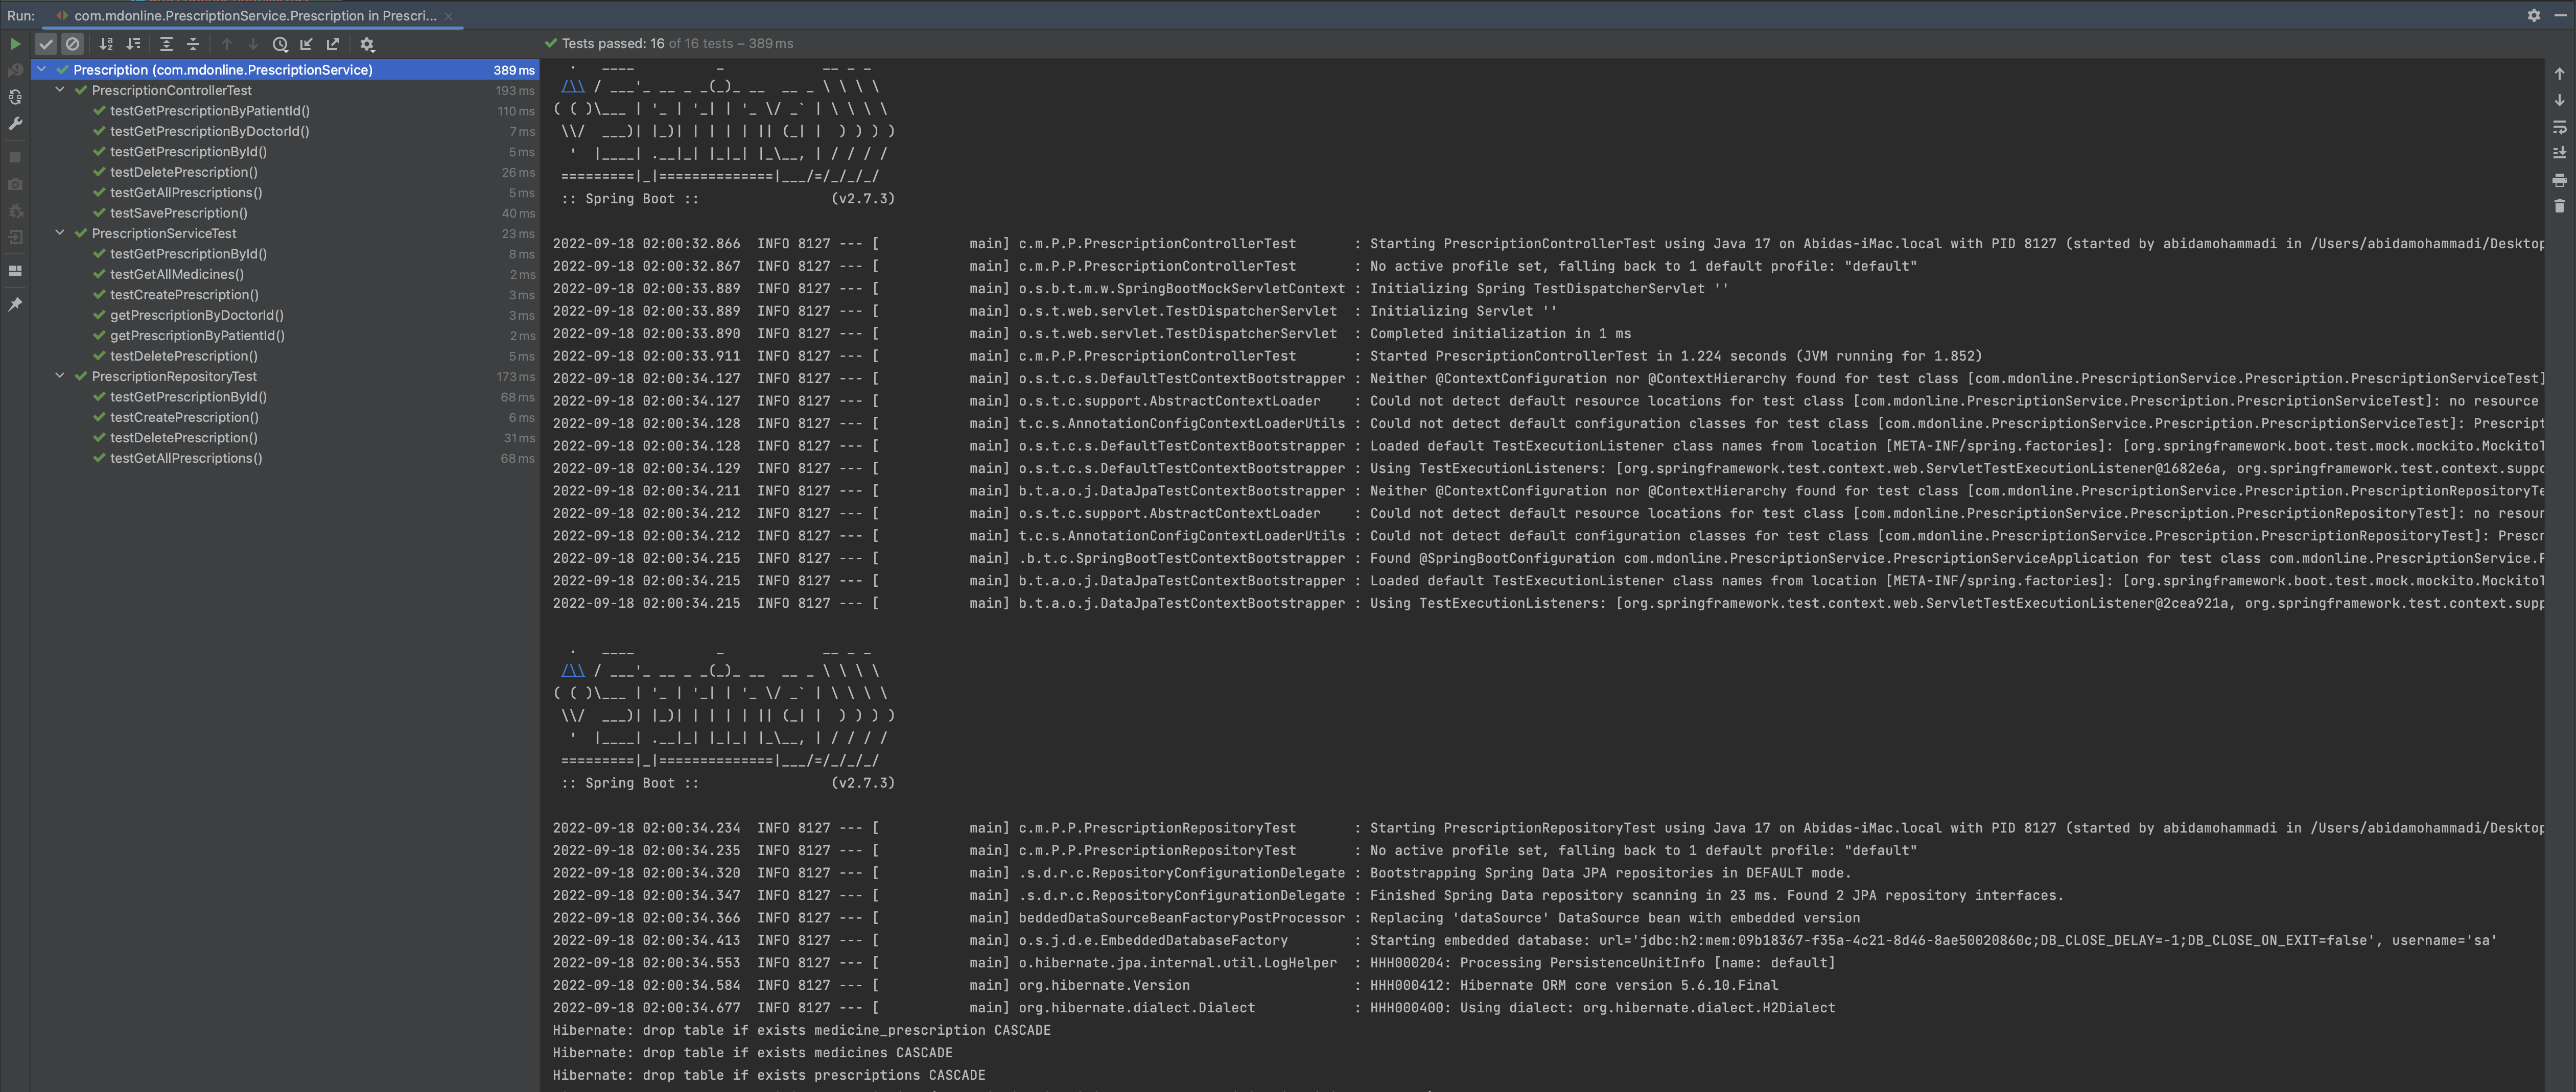 Run: com.mdonline.PrescriptionService.Prescription in Prescri...
Tests passed: 16 of 16 tests – 389 ms
Prescription (com.mdonline.PrescriptionService) 389 ms
PrescriptionControllerTest 193 ms
testGetPrescriptionByPatientId() 110 ms
testGetPrescriptionByDoctorId() 7 ms
testGetPrescriptionById() 5 ms
testDeletePrescription() 26 ms
testGetAllPrescriptions() 5 ms
testSavePrescription() 40 ms
PrescriptionServiceTest 23 ms
testGetPrescriptionById() 8 ms
testGetAllMedicines() 2 ms
testCreatePrescription() 3 ms
getPrescriptionByDoctorId() 3 ms
getPrescriptionByPatientId() 2 ms
testDeletePrescription() 5 ms
PrescriptionRepositoryTest 173 ms
testGetPrescriptionById() 68 ms
testCreatePrescription() 6 ms
testDeletePrescription() 31 ms
testGetAllPrescriptions() 68 ms
:: Spring Boot :: (v2.7.3)
2022-09-18 02:00:32.866 INFO 8127 --- [ main] c.m.P.P.PrescriptionControllerTest : Starting PrescriptionControllerTest using Java 17 on Abidas-iMac.local with PID 8127 (started by abidamohammadi in /Users/abidamohammadi/Desktop
2022-09-18 02:00:32.867 INFO 8127 --- [ main] c.m.P.P.PrescriptionControllerTest : No active profile set, falling back to 1 default profile: "default"
2022-09-18 02:00:33.889 INFO 8127 --- [ main] o.s.b.t.m.w.SpringBootMockServletContext : Initializing Spring TestDispatcherServlet ''
2022-09-18 02:00:33.889 INFO 8127 --- [ main] o.s.t.web.servlet.TestDispatcherServlet : Initializing Servlet ''
2022-09-18 02:00:33.890 INFO 8127 --- [ main] o.s.t.web.servlet.TestDispatcherServlet : Completed initialization in 1 ms
2022-09-18 02:00:33.911 INFO 8127 --- [ main] c.m.P.P.PrescriptionControllerTest : Started PrescriptionControllerTest in 1.224 seconds (JVM running for 1.852)
2022-09-18 02:00:34.127 INFO 8127 --- [ main] o.s.t.c.s.DefaultTestContextBootstrapper : Neither @ContextConfiguration nor @ContextHierarchy found for test class [com.mdonline.PrescriptionService.Prescription.PrescriptionServiceTest]
2022-09-18 02:00:34.127 INFO 8127 --- [ main] o.s.t.c.support.AbstractContextLoader : Could not detect default resource locations for test class [com.mdonline.PrescriptionService.Prescription.PrescriptionServiceTest]: no resource
2022-09-18 02:00:34.128 INFO 8127 --- [ main] t.c.s.AnnotationConfigContextLoaderUtils : Could not detect default configuration classes for test class [com.mdonline.PrescriptionService.Prescription.PrescriptionServiceTest]: Prescript
2022-09-18 02:00:34.128 INFO 8127 --- [ main] o.s.t.c.s.DefaultTestContextBootstrapper : Loaded default TestExecutionListener class names from location [META-INF/spring.factories]: [org.springframework.boot.test.mock.mockito.MockitoT
2022-09-18 02:00:34.129 INFO 8127 --- [ main] o.s.t.c.s.DefaultTestContextBootstrapper : Using TestExecutionListeners: [org.springframework.test.context.web.ServletTestExecutionListener@1682e6a, org.springframework.test.context.suppo
2022-09-18 02:00:34.211 INFO 8127 --- [ main] b.t.a.o.j.DataJpaTestContextBootstrapper : Neither @ContextConfiguration nor @ContextHierarchy found for test class [com.mdonline.PrescriptionService.Prescription.PrescriptionRepositoryTe
2022-09-18 02:00:34.212 INFO 8127 --- [ main] o.s.t.c.support.AbstractContextLoader : Could not detect default resource locations for test class [com.mdonline.PrescriptionService.Prescription.PrescriptionRepositoryTest]: no resour
2022-09-18 02:00:34.212 INFO 8127 --- [ main] t.c.s.AnnotationConfigContextLoaderUtils : Could not detect default configuration classes for test class [com.mdonline.PrescriptionService.Prescription.PrescriptionRepositoryTest]: Prescr
2022-09-18 02:00:34.215 INFO 8127 --- [ main] .b.t.c.SpringBootTestContextBootstrapper : Found @SpringBootConfiguration com.mdonline.PrescriptionService.PrescriptionServiceApplication for test class com.mdonline.PrescriptionService.P
2022-09-18 02:00:34.215 INFO 8127 --- [ main] b.t.a.o.j.DataJpaTestContextBootstrapper : Loaded default TestExecutionListener class names from location [META-INF/spring.factories]: [org.springframework.boot.test.mock.mockito.MockitoT
2022-09-18 02:00:34.215 INFO 8127 --- [ main] b.t.a.o.j.DataJpaTestContextBootstrapper : Using TestExecutionListeners: [org.springframework.test.context.web.ServletTestExecutionListener@2cea921a, org.springframework.test.context.supp
:: Spring Boot :: (v2.7.3)
2022-09-18 02:00:34.234 INFO 8127 --- [ main] c.m.P.P.PrescriptionRepositoryTest : Starting PrescriptionRepositoryTest using Java 17 on Abidas-iMac.local with PID 8127 (started by abidamohammadi in /Users/abidamohammadi/Desktop
2022-09-18 02:00:34.235 INFO 8127 --- [ main] c.m.P.P.PrescriptionRepositoryTest : No active profile set, falling back to 1 default profile: "default"
2022-09-18 02:00:34.320 INFO 8127 --- [ main] .s.d.r.c.RepositoryConfigurationDelegate : Bootstrapping Spring Data JPA repositories in DEFAULT mode.
2022-09-18 02:00:34.347 INFO 8127 --- [ main] .s.d.r.c.RepositoryConfigurationDelegate : Finished Spring Data repository scanning in 23 ms. Found 2 JPA repository interfaces.
2022-09-18 02:00:34.366 INFO 8127 --- [ main] beddedDataSourceBeanFactoryPostProcessor : Replacing 'dataSource' DataSource bean with embedded version
2022-09-18 02:00:34.413 INFO 8127 --- [ main] o.s.j.d.e.EmbeddedDatabaseFactory : Starting embedded database: url='jdbc:h2:mem:09b18367-f35a-4c21-8d46-8ae50020860c;DB_CLOSE_DELAY=-1;DB_CLOSE_ON_EXIT=false', username='sa'
2022-09-18 02:00:34.553 INFO 8127 --- [ main] o.hibernate.jpa.internal.util.LogHelper : HHH000204: Processing PersistenceUnitInfo [name: default]
2022-09-18 02:00:34.584 INFO 8127 --- [ main] org.hibernate.Version : HHH000412: Hibernate ORM core version 5.6.10.Final
2022-09-18 02:00:34.677 INFO 8127 --- [ main] org.hibernate.dialect.Dialect : HHH000400: Using dialect: org.hibernate.dialect.H2Dialect
Hibernate: drop table if exists medicine_prescription CASCADE
Hibernate: drop table if exists medicines CASCADE
Hibernate: drop table if exists prescriptions CASCADE